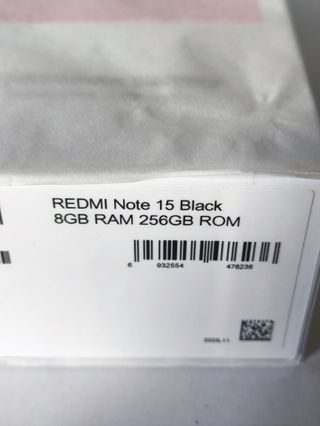 REDMI Note 15 Black
8GB RAM 256GB ROM
6 932554 476236
2025.11